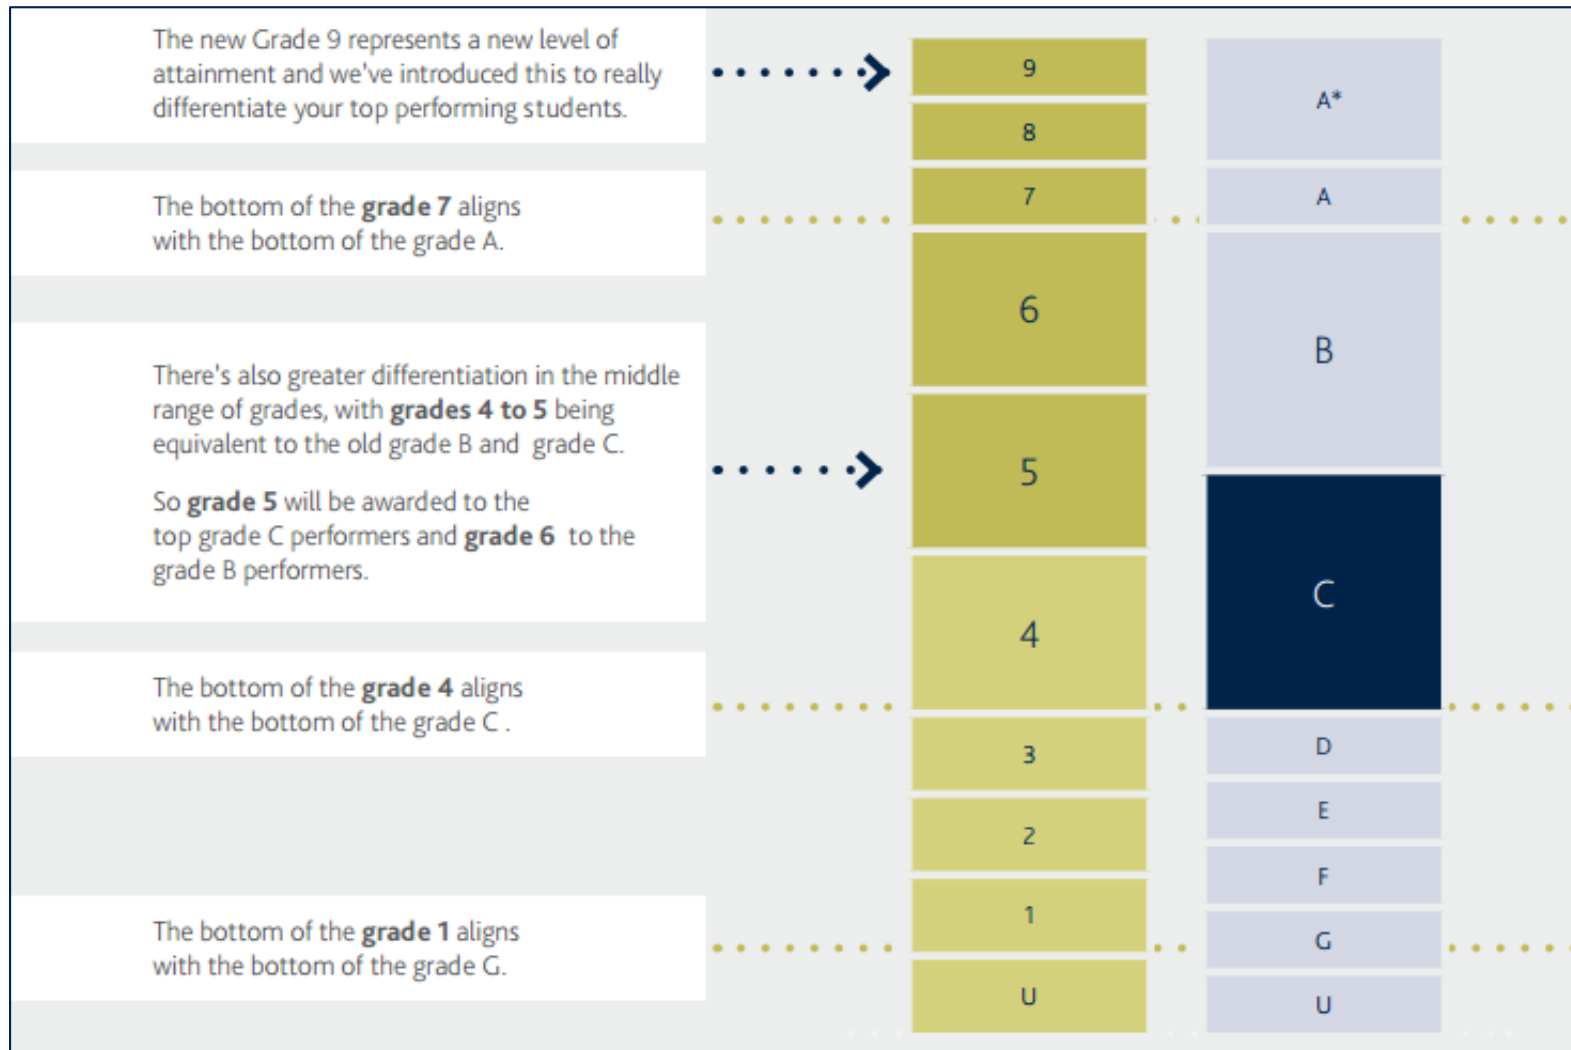 The new Grade 9 represents a new level of
attainment and we've introduced this to really
differentiate your top performing students.
The bottom of the grade 7 aligns
with the bottom of the grade A.
There's also greater differentiation in the middle
range of grades, with grades 4 to 5 being
equivalent to the old grade B and grade C.
So grade 5 will be awarded to the
top grade C performers and grade 6 to the
grade B performers.
The bottom of the grade 4 aligns
with the bottom of the grade C .
The bottom of the grade 1 aligns
with the bottom of the grade G.
9
8
7
6
5
4
3
2
1
U
A*
A
B
C
D
E
F
G
U